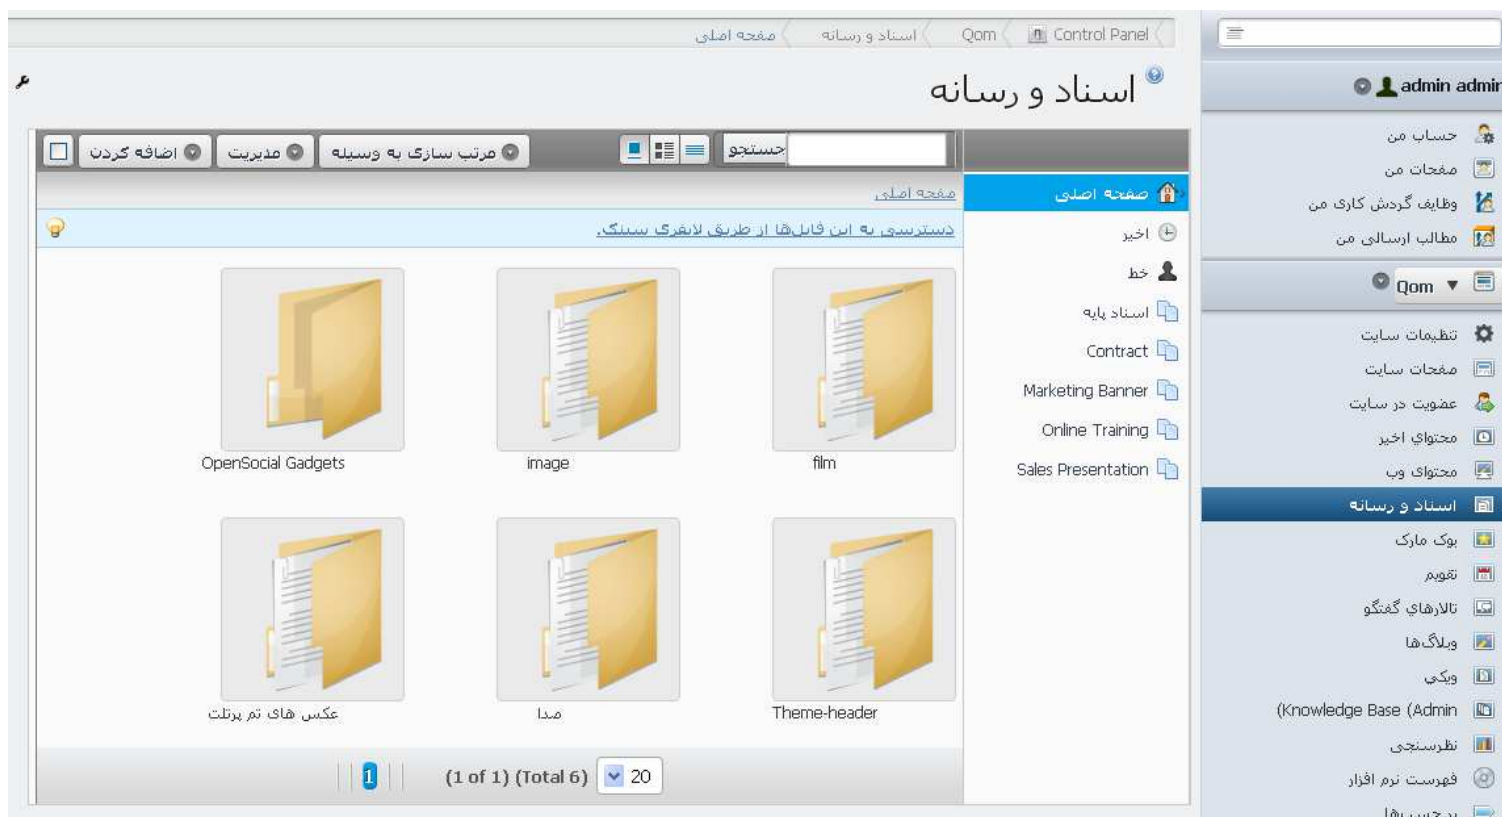 Control Panel
Qom
اسناد و رسانه
صفحه اصلی
admin admin
اسناد و رسانه
حساب من
صفحات من
وظایف گردش کاری من
مطالب ارسالی من
Qom
تنظیمات سایت
صفحات سایت
عضویت در سایت
محتواي اخیر
محتوای وب
اسناد و رسانه
بوک مارک
تقویم
تالارهاي گفتگو
وبلاگ‌ها
ویکي
(Knowledge Base (Admin
نظرسنجی
فهرست نرم افزار
برچسب‌ها
جستجو
مرتب سازی به وسیله
مدیریت
اضافه کردن
صفحه اصلی
اخیر
خط
اسناد پایه
Contract
Marketing Banner
Online Training
Sales Presentation
صفحه اصلی
دسترسی به این فایل‌ها از طریق لایفری سینک.
film
image
OpenSocial Gadgets
Theme-header
صدا
عکس های تم پرتلت
20
(1 of 1) (Total 6)
1